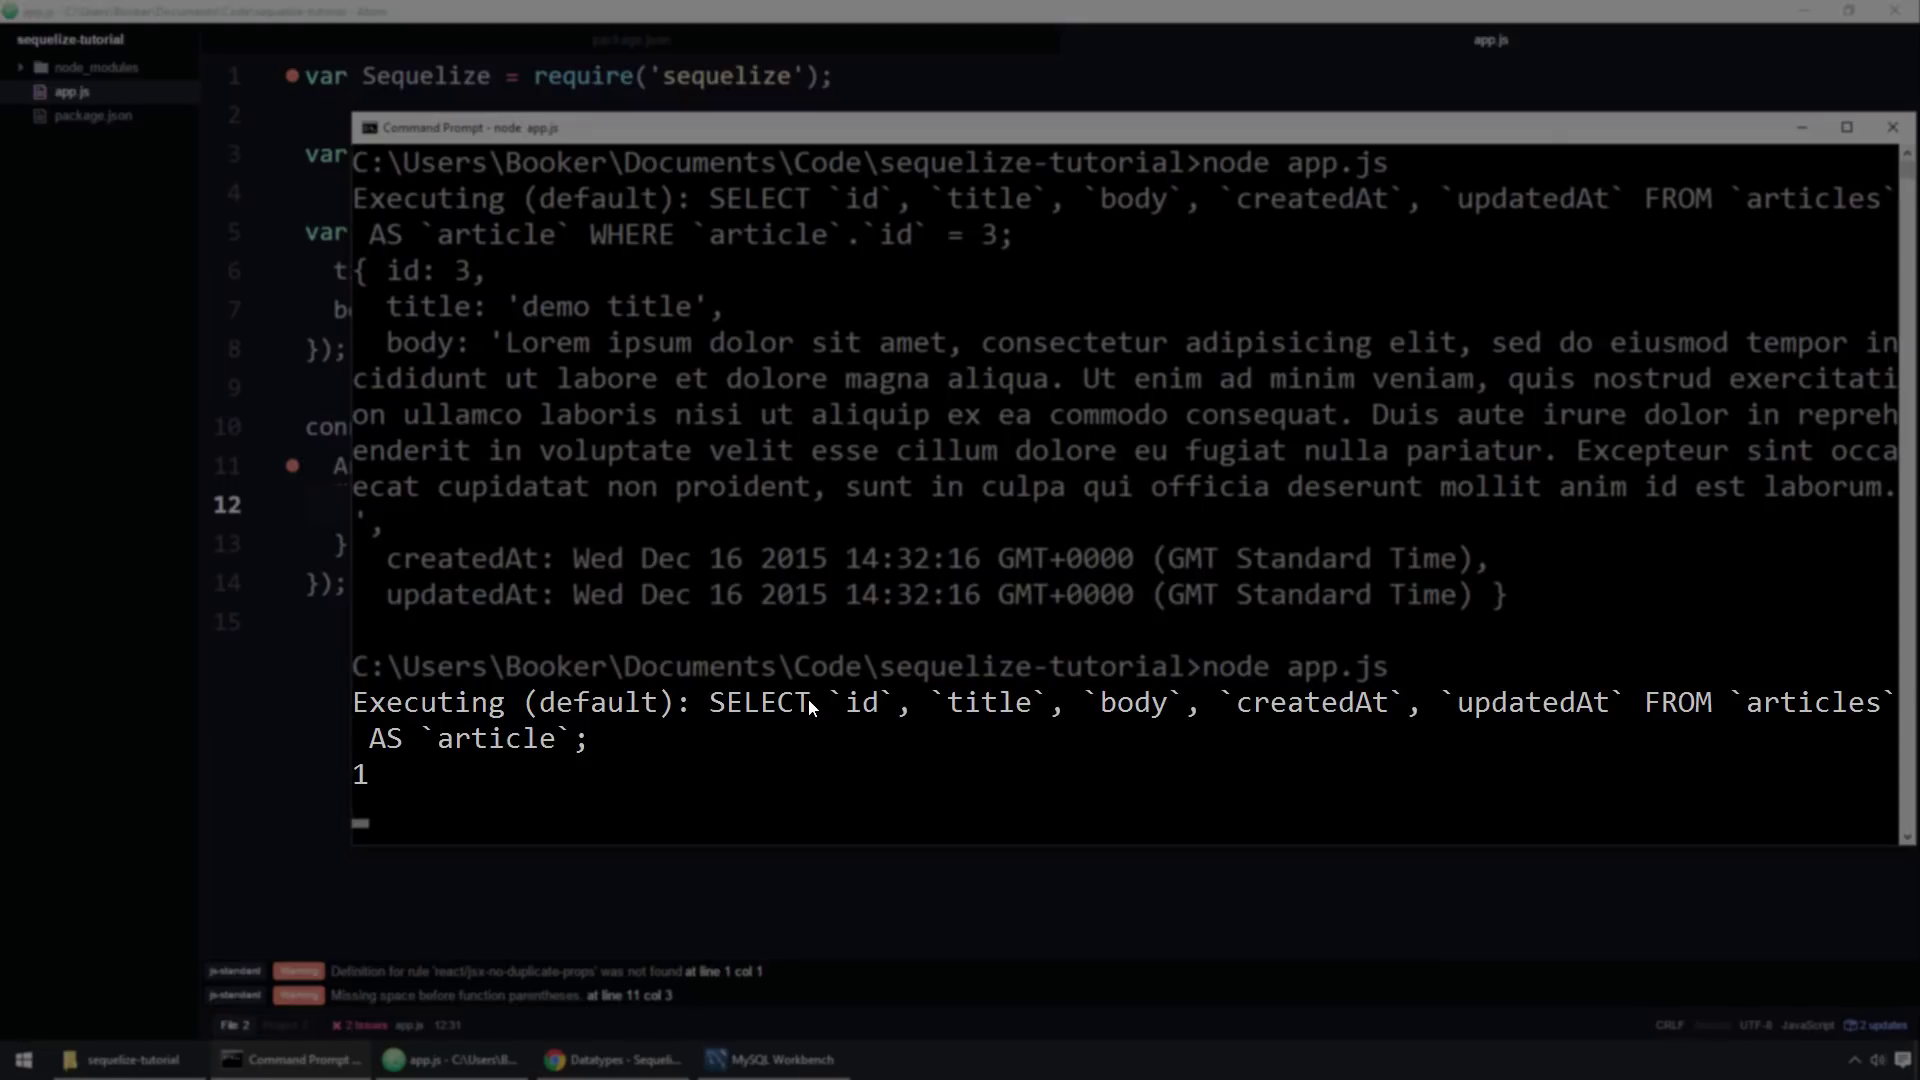 app.js - C:\Users\Booker\Documents\Code\sequelize-tutorial - Atom
sequelize-tutorial
package.json
app.js
node_modules
app.js
package.json
1 var Sequelize = require('sequelize');
2
3 var
4
5 var
6 t
7 bo
8 });
9
10 con
11 A
12
13 }
14 });
15
Command Prompt - node app.js
C:\Users\Booker\Documents\Code\sequelize-tutorial>node app.js
Executing (default): SELECT `id`, `title`, `body`, `createdAt`, `updatedAt` FROM `articles`
AS `article` WHERE `article`.`id` = 3;
{ id: 3,
title: 'demo title',
body: 'Lorem ipsum dolor sit amet, consectetur adipisicing elit, sed do eiusmod tempor in
cididunt ut labore et dolore magna aliqua. Ut enim ad minim veniam, quis nostrud exercitati
on ullamco laboris nisi ut aliquip ex ea commodo consequat. Duis aute irure dolor in repreh
enderit in voluptate velit esse cillum dolore eu fugiat nulla pariatur. Excepteur sint occa
ecat cupidatat non proident, sunt in culpa qui officia deserunt mollit anim id est laborum.
',
createdAt: Wed Dec 16 2015 14:32:16 GMT+0000 (GMT Standard Time),
updatedAt: Wed Dec 16 2015 14:32:16 GMT+0000 (GMT Standard Time) }
C:\Users\Booker\Documents\Code\sequelize-tutorial>node app.js
Executing (default): SELECT `id`, `title`, `body`, `createdAt`, `updatedAt` FROM `articles`
AS `article`;
1
js-standard Warning Definition for rule 'react/jsx-no-duplicate-props' was not found at line 1 col 1
js-standard Warning Missing space before function parentheses. at line 11 col 3
File 2 Project 2 2 Issues app.js 12:31 CRLF UTF-8 JavaScript 2 updates
sequelize-tutorial Command Prompt ... app.js - C:\Users\B... Datatypes - Sequeli... MySQL Workbench